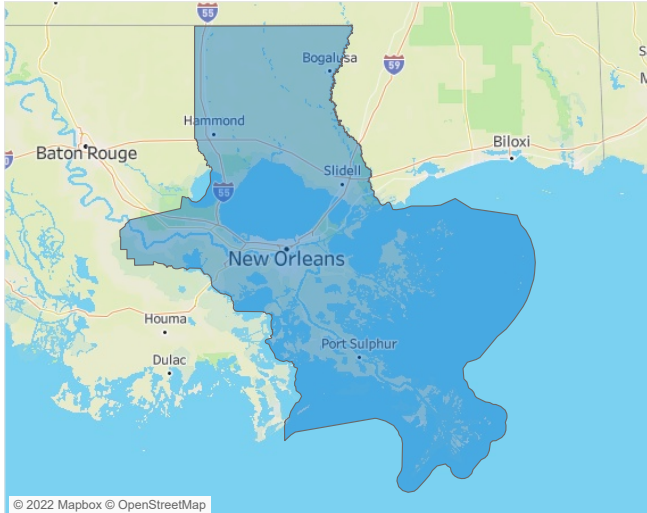 55
Bogalusa
59
S
M
Hammond
Biloxi
Baton Rouge
Slidell
55
New Orleans
Houma
Port Sulphur
Dulac
© 2022 Mapbox © OpenStreetMap